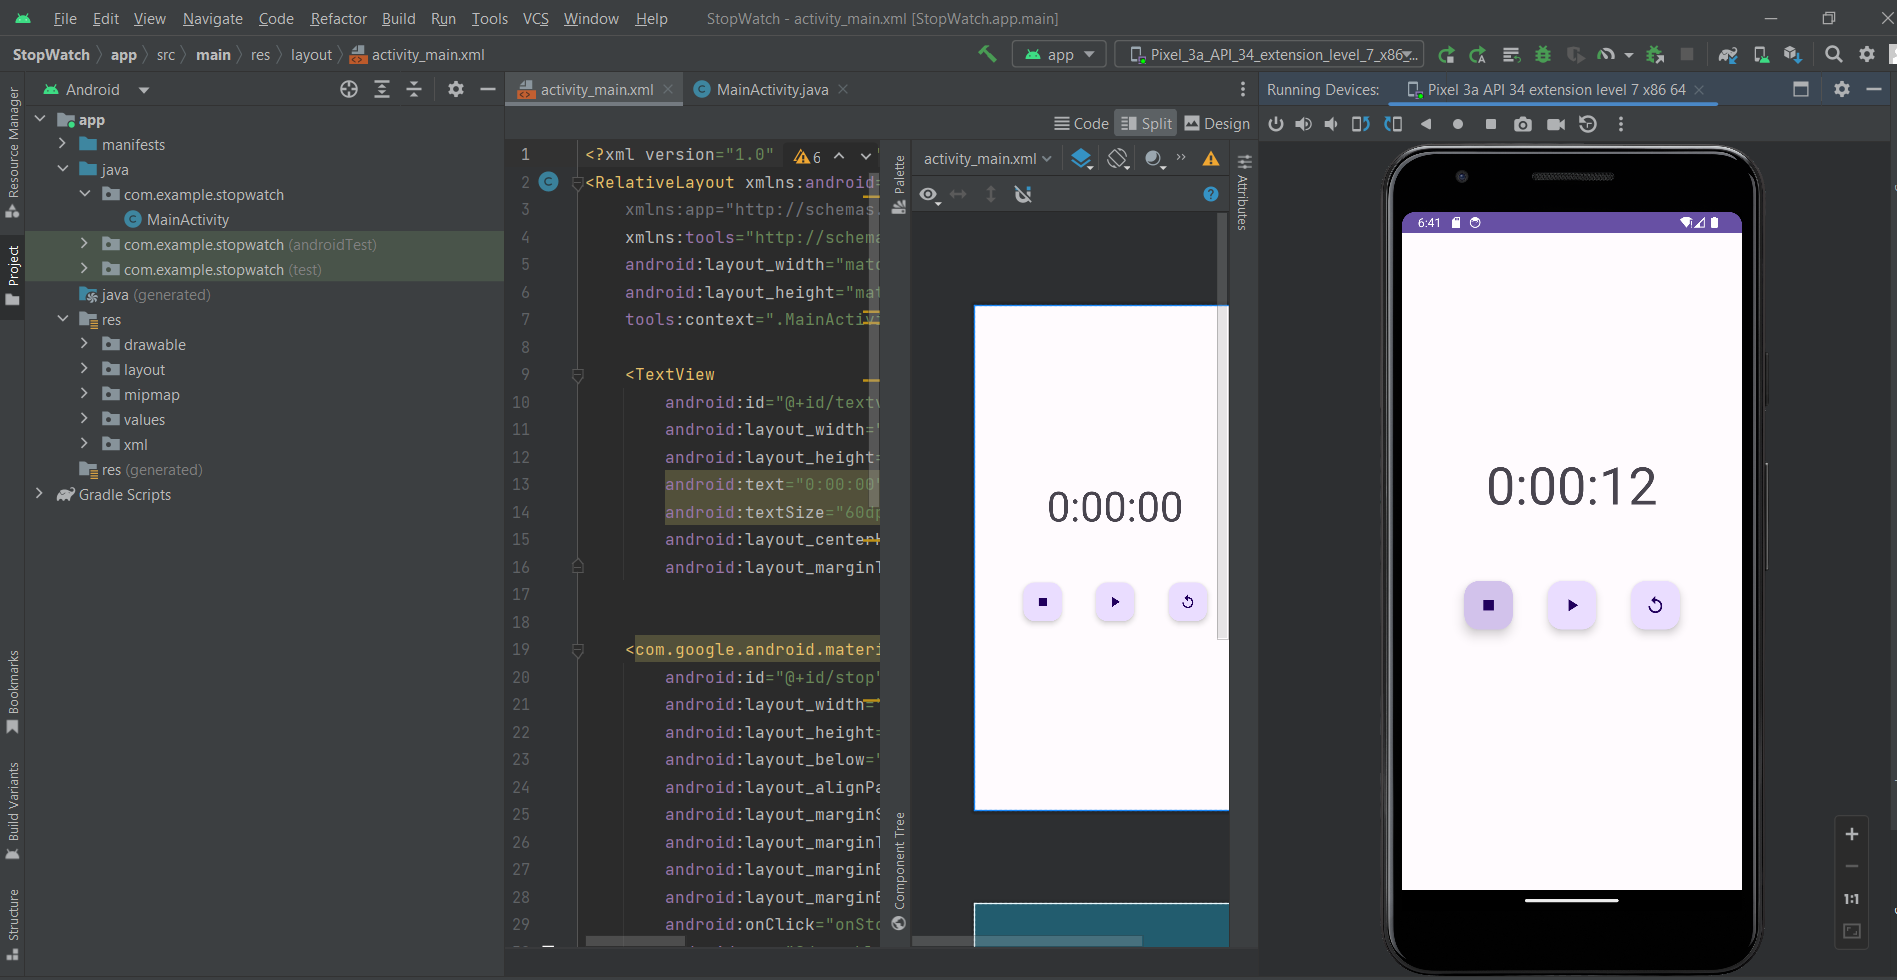 File Edit View Navigate Code Refactor Build Run Tools VCS Window Help StopWatch - activity_main.xml [StopWatch.app.main]
StopWatch app src main res layout activity_main.xml
app Pixel_3a_API_34_extension_level_7_x86_...
Android
activity_main.xml MainActivity.java
Running Devices: Pixel 3a API 34 extension level 7 x86 64
Code Split Design
Resource Manager
Project
Bookmarks
Build Variants
Structure
app
manifests
java
com.example.stopwatch
MainActivity
com.example.stopwatch (androidTest)
com.example.stopwatch (test)
java (generated)
res
drawable
layout
mipmap
values
xml
res (generated)
Gradle Scripts
6
1 <?xml version="1.0"
2 <RelativeLayout xmlns:android=
3 xmlns:app="http://schemas.
4 xmlns:tools="http://schema
5 android:layout_width="matc
6 android:layout_height="mat
7 tools:context=".MainActiv
8
9 <TextView
10 android:id="@+id/textv
11 android:layout_width="
12 android:layout_height=
13 android:text="0:00:00"
14 android:textSize="60dp
15 android:layout_centerH
16 android:layout_marginT
17
18
19 <com.google.android.materi
20 android:id="@+id/stop"
21 android:layout_width=
22 android:layout_height=
23 android:layout_below="
24 android:layout_alignPa
25 android:layout_marginS
26 android:layout_marginT
27 android:layout_marginE
28 android:layout_marginB
29 android:onClick="onSto
Palette
Component Tree
activity_main.xml
Attributes
0:00:00
6:41
0:00:12
1:1